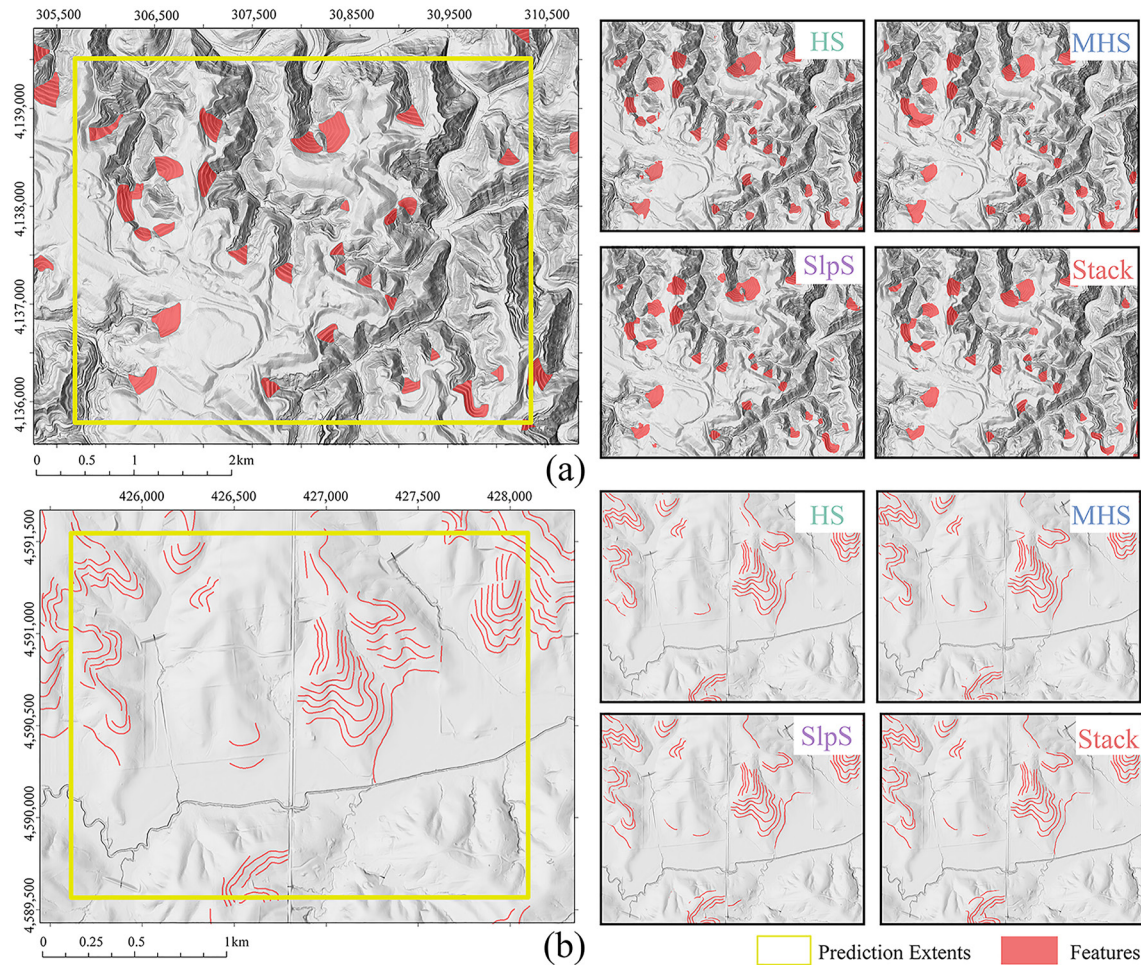 305,500 306,500 307,500 30,8500 30,9500 310,500
4,139,000
4,138,000
4,137,000
4,136,000
0 0.5 1 2km
(a)
HS
MHS
SlpS
Stack
426,000 426,500 427,000 427,500 428,000
4,591,500
4,591,000
4,590,500
4,590,000
4,589,500
0 0.25 0.5 1km
(b)
HS
MHS
SlpS
Stack
Prediction Extents
Features